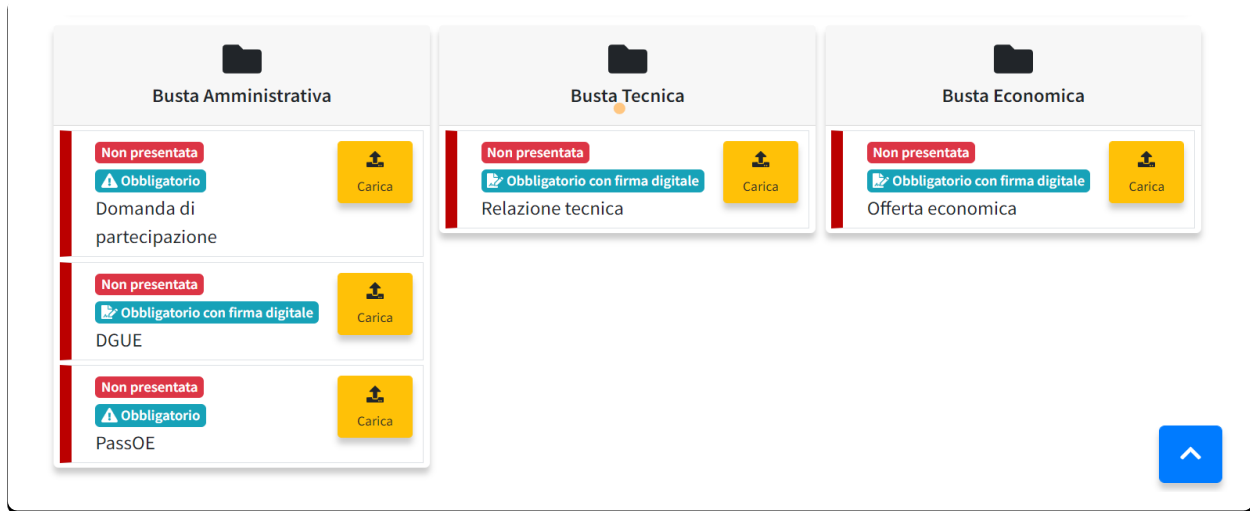 Busta Amministrativa
Non presentata
Obbligatorio
Domanda di
partecipazione
Carica
Non presentata
Obbligatorio con firma digitale
DGUE
Carica
Non presentata
Obbligatorio
PassOE
Carica
Busta Tecnica
Non presentata
Obbligatorio con firma digitale
Relazione tecnica
Carica
Busta Economica
Non presentata
Obbligatorio con firma digitale
Offerta economica
Carica